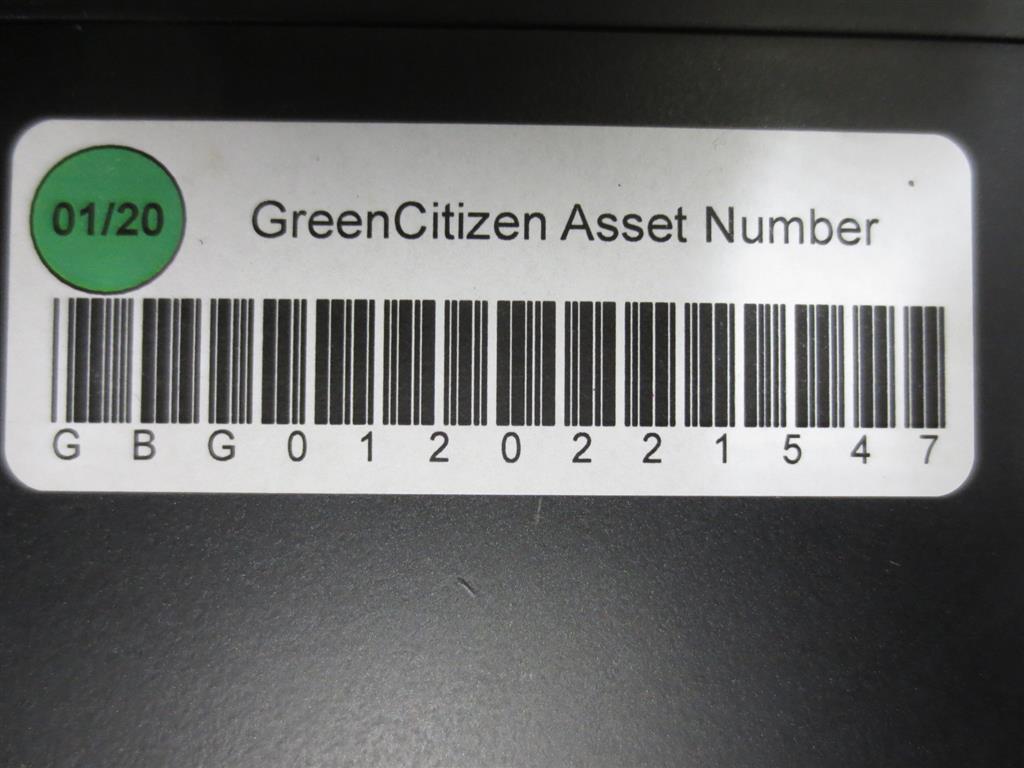 01/20
GreenCitizen Asset Number
G B G 0 1 2 0 2 2 1 5 4 7